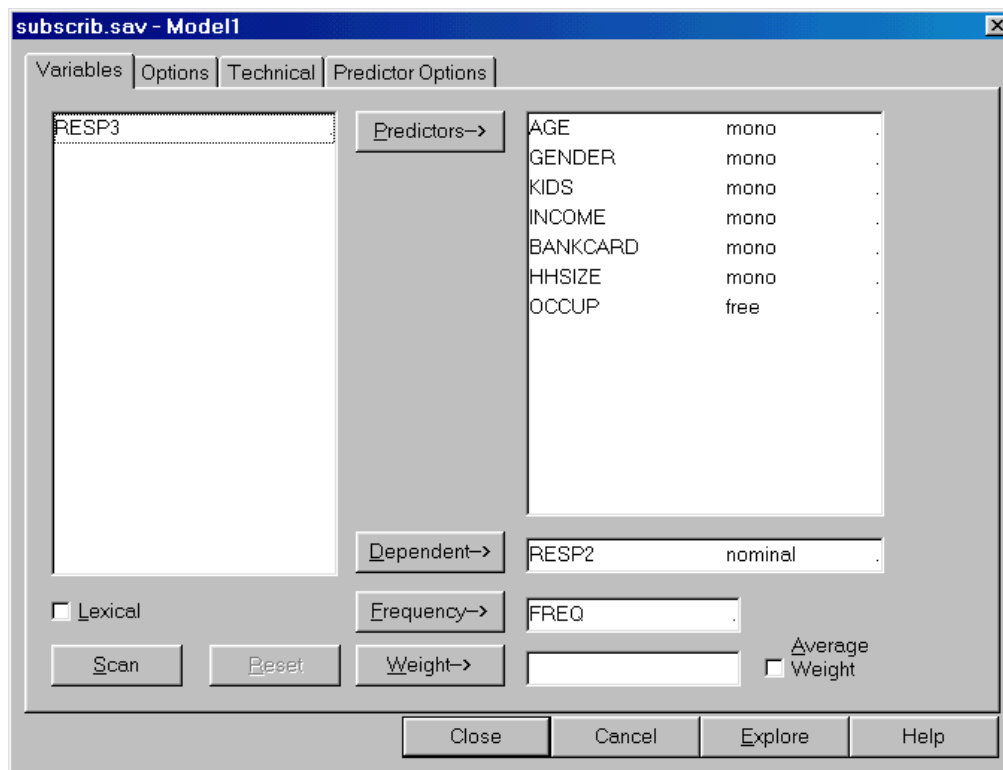 subscrib.sav - Model1
Variables Options Technical Predictor Options
RESP3 .
Predictors->
AGE mono .
GENDER mono .
KIDS mono .
INCOME mono .
BANKCARD mono .
HHSIZE mono .
OCCUP free .
Dependent->
RESP2 nominal .
Lexical
Frequency->
FREQ .
Scan
Reset
Weight->
Average
Weight
Close Cancel Explore Help